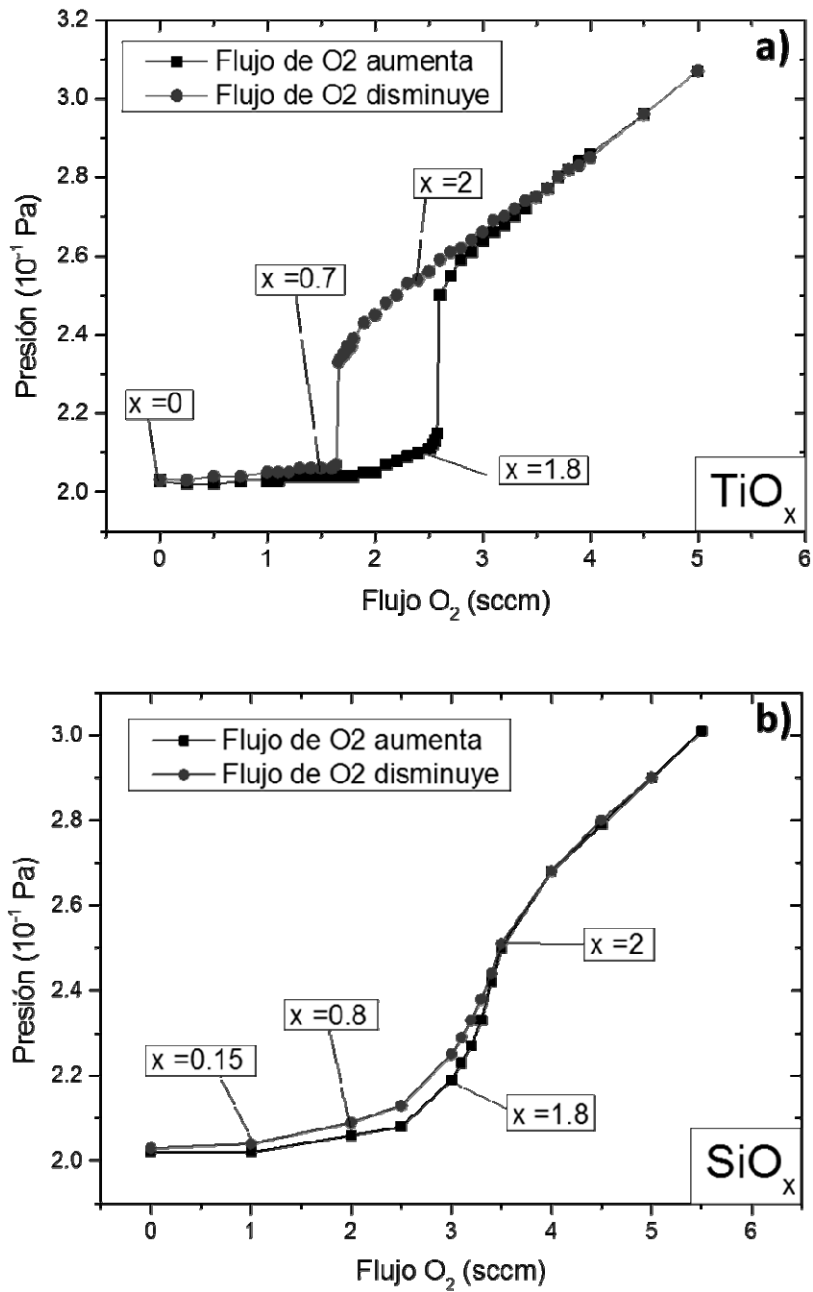 a)
Flujo de O2 aumenta
Flujo de O2 disminuye
x =2
x =0.7
x =0
x =1.8
TiOₓ
Presión (10⁻¹ Pa)
3.2
3.0
2.8
2.6
2.4
2.2
2.0
0 1 2 3 4 5 6
Flujo O₂ (sccm)
b)
Flujo de O2 aumenta
Flujo de O2 disminuye
x =2
x =0.8
x =0.15
x =1.8
SiOₓ
Presión (10⁻¹ Pa)
3.0
2.8
2.6
2.4
2.2
2.0
0 1 2 3 4 5 6
Flujo O₂ (sccm)